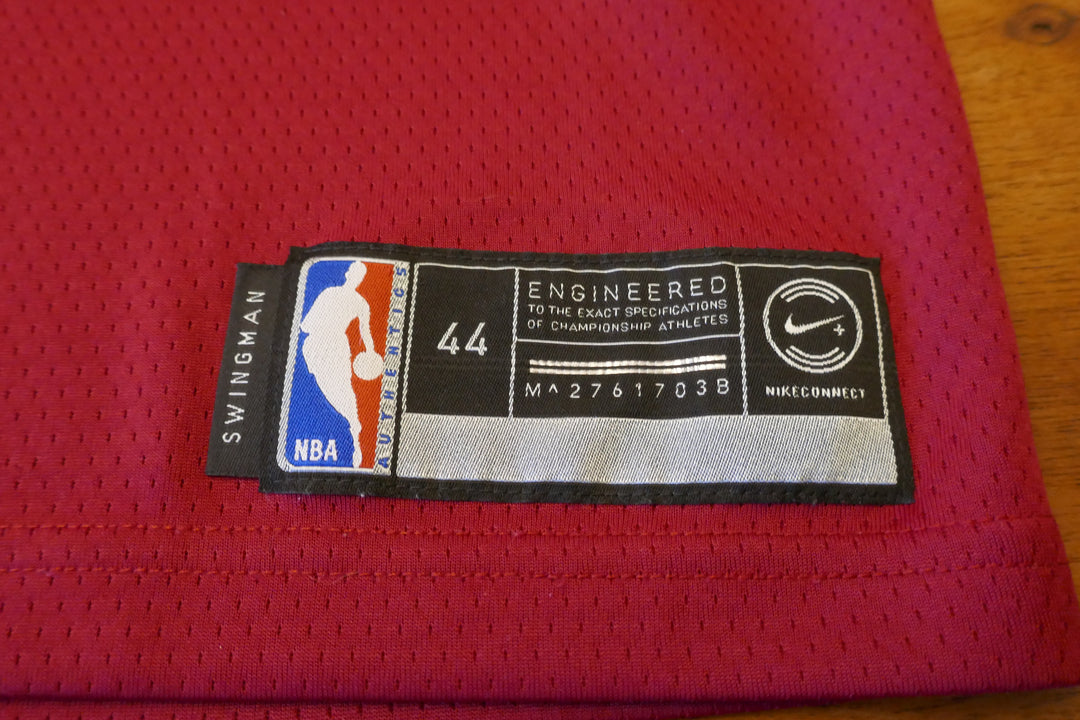 SWINGMAN
NBA
AUTHENTICS
44
ENGINEERED
TO THE EXACT SPECIFICATIONS
OF CHAMPIONSHIP ATHLETES
M^2761703B
NIKECONNECT